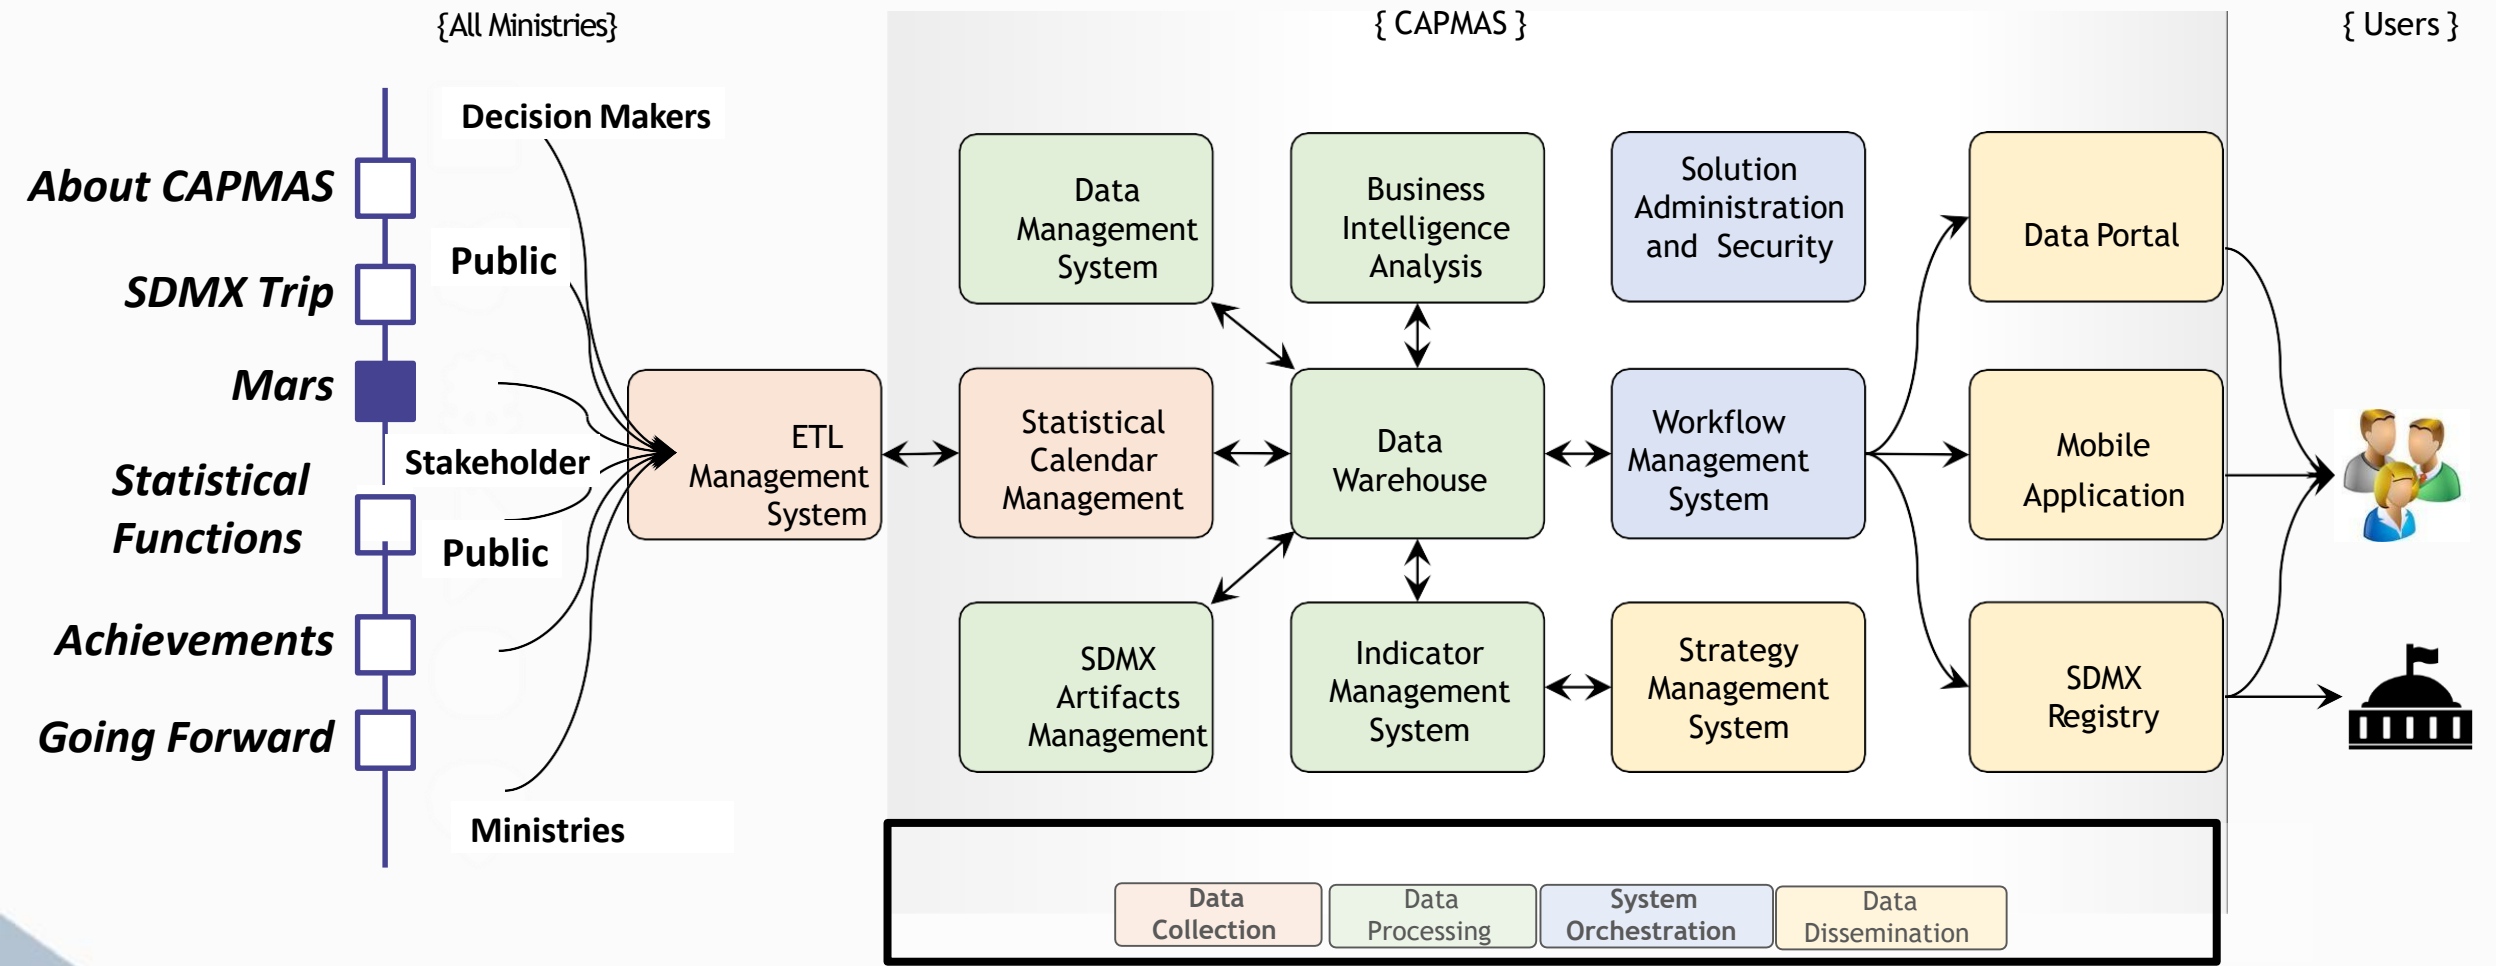 {All Ministries}
{ CAPMAS }
{ Users }
About CAPMAS
SDMX Trip
Mars
Statistical
Functions
Achievements
Going Forward
Decision Makers
Public
Stakeholder
Public
Ministries
ETL
Management
System
Data
Management
System
Statistical
Calendar
Management
SDMX
Artifacts
Management
Business
Intelligence
Analysis
Data
Warehouse
Indicator
Management
System
Solution
Administration
and Security
Workflow
Management
System
Strategy
Management
System
Data Portal
Mobile
Application
SDMX
Registry
Data
Collection
Data
Processing
System
Orchestration
Data
Dissemination